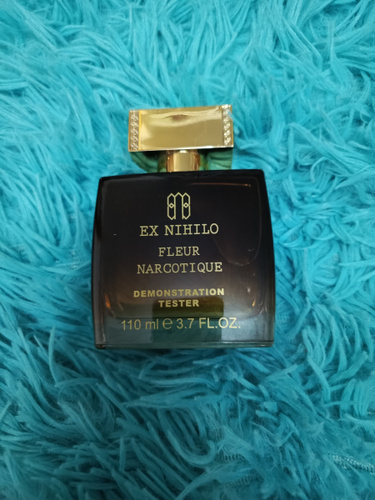 EX NIHILO
FLEUR
NARCOTIQUE
DEMONSTRATION
TESTER
110 ml ℮ 3.7 FL.OZ.